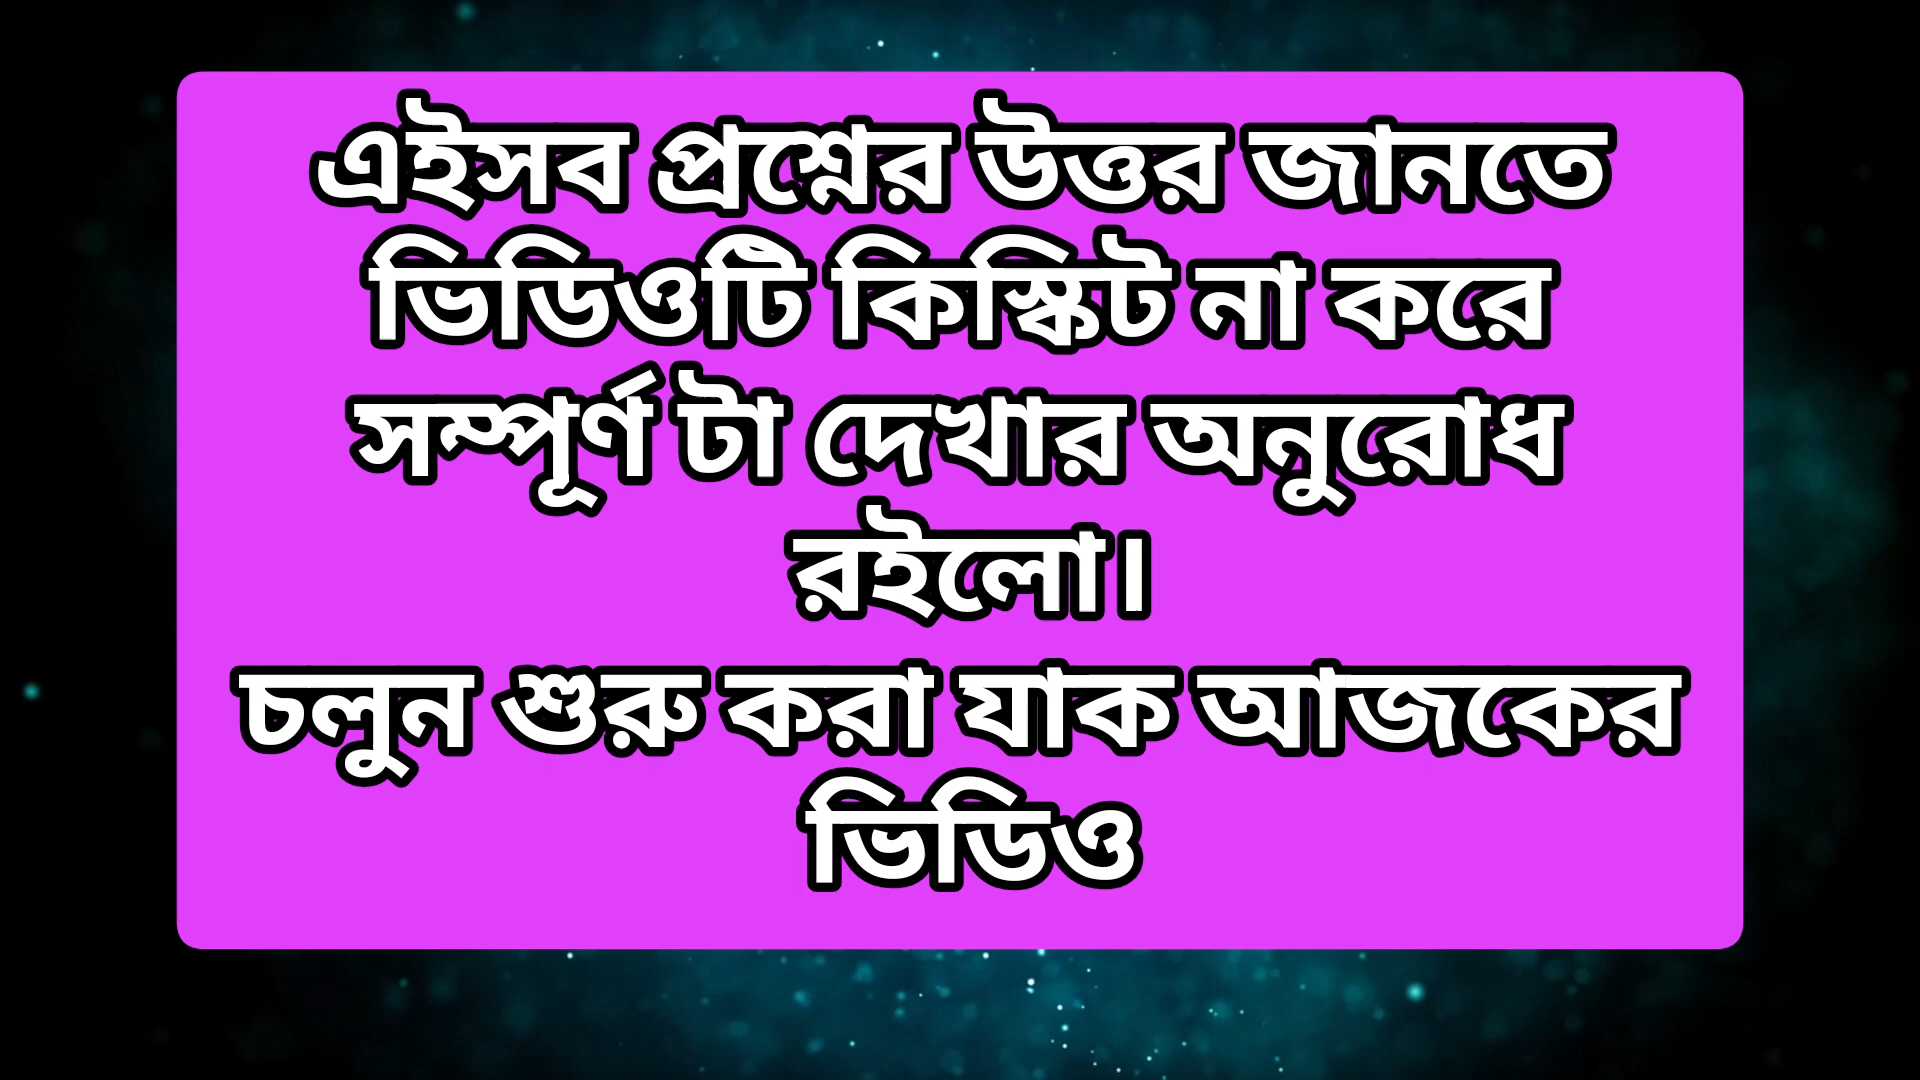 এইসব প্রশ্নের উত্তর জানতে
ভিডিওটি কিস্কিট না করে
সম্পূর্ণ টা দেখার অনুরোধ
রইলো।
চলুন শুরু করা যাক আজকের
ভিডিও